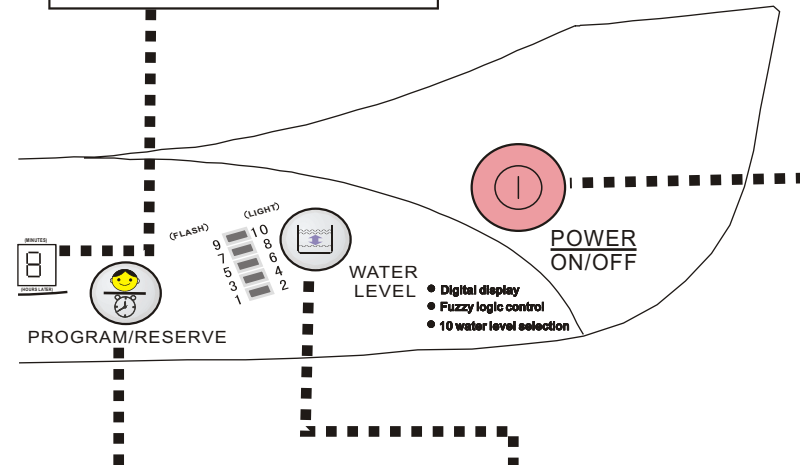 (MINUTES)
8
(HOURS LATER)
PROGRAM/RESERVE
(FLASH)
(LIGHT)
9 10
7 8
5 6
3 4
1 2
WATER
LEVEL
● Digital display
● Fuzzy logic control
● 10 water level selection
POWER
ON/OFF